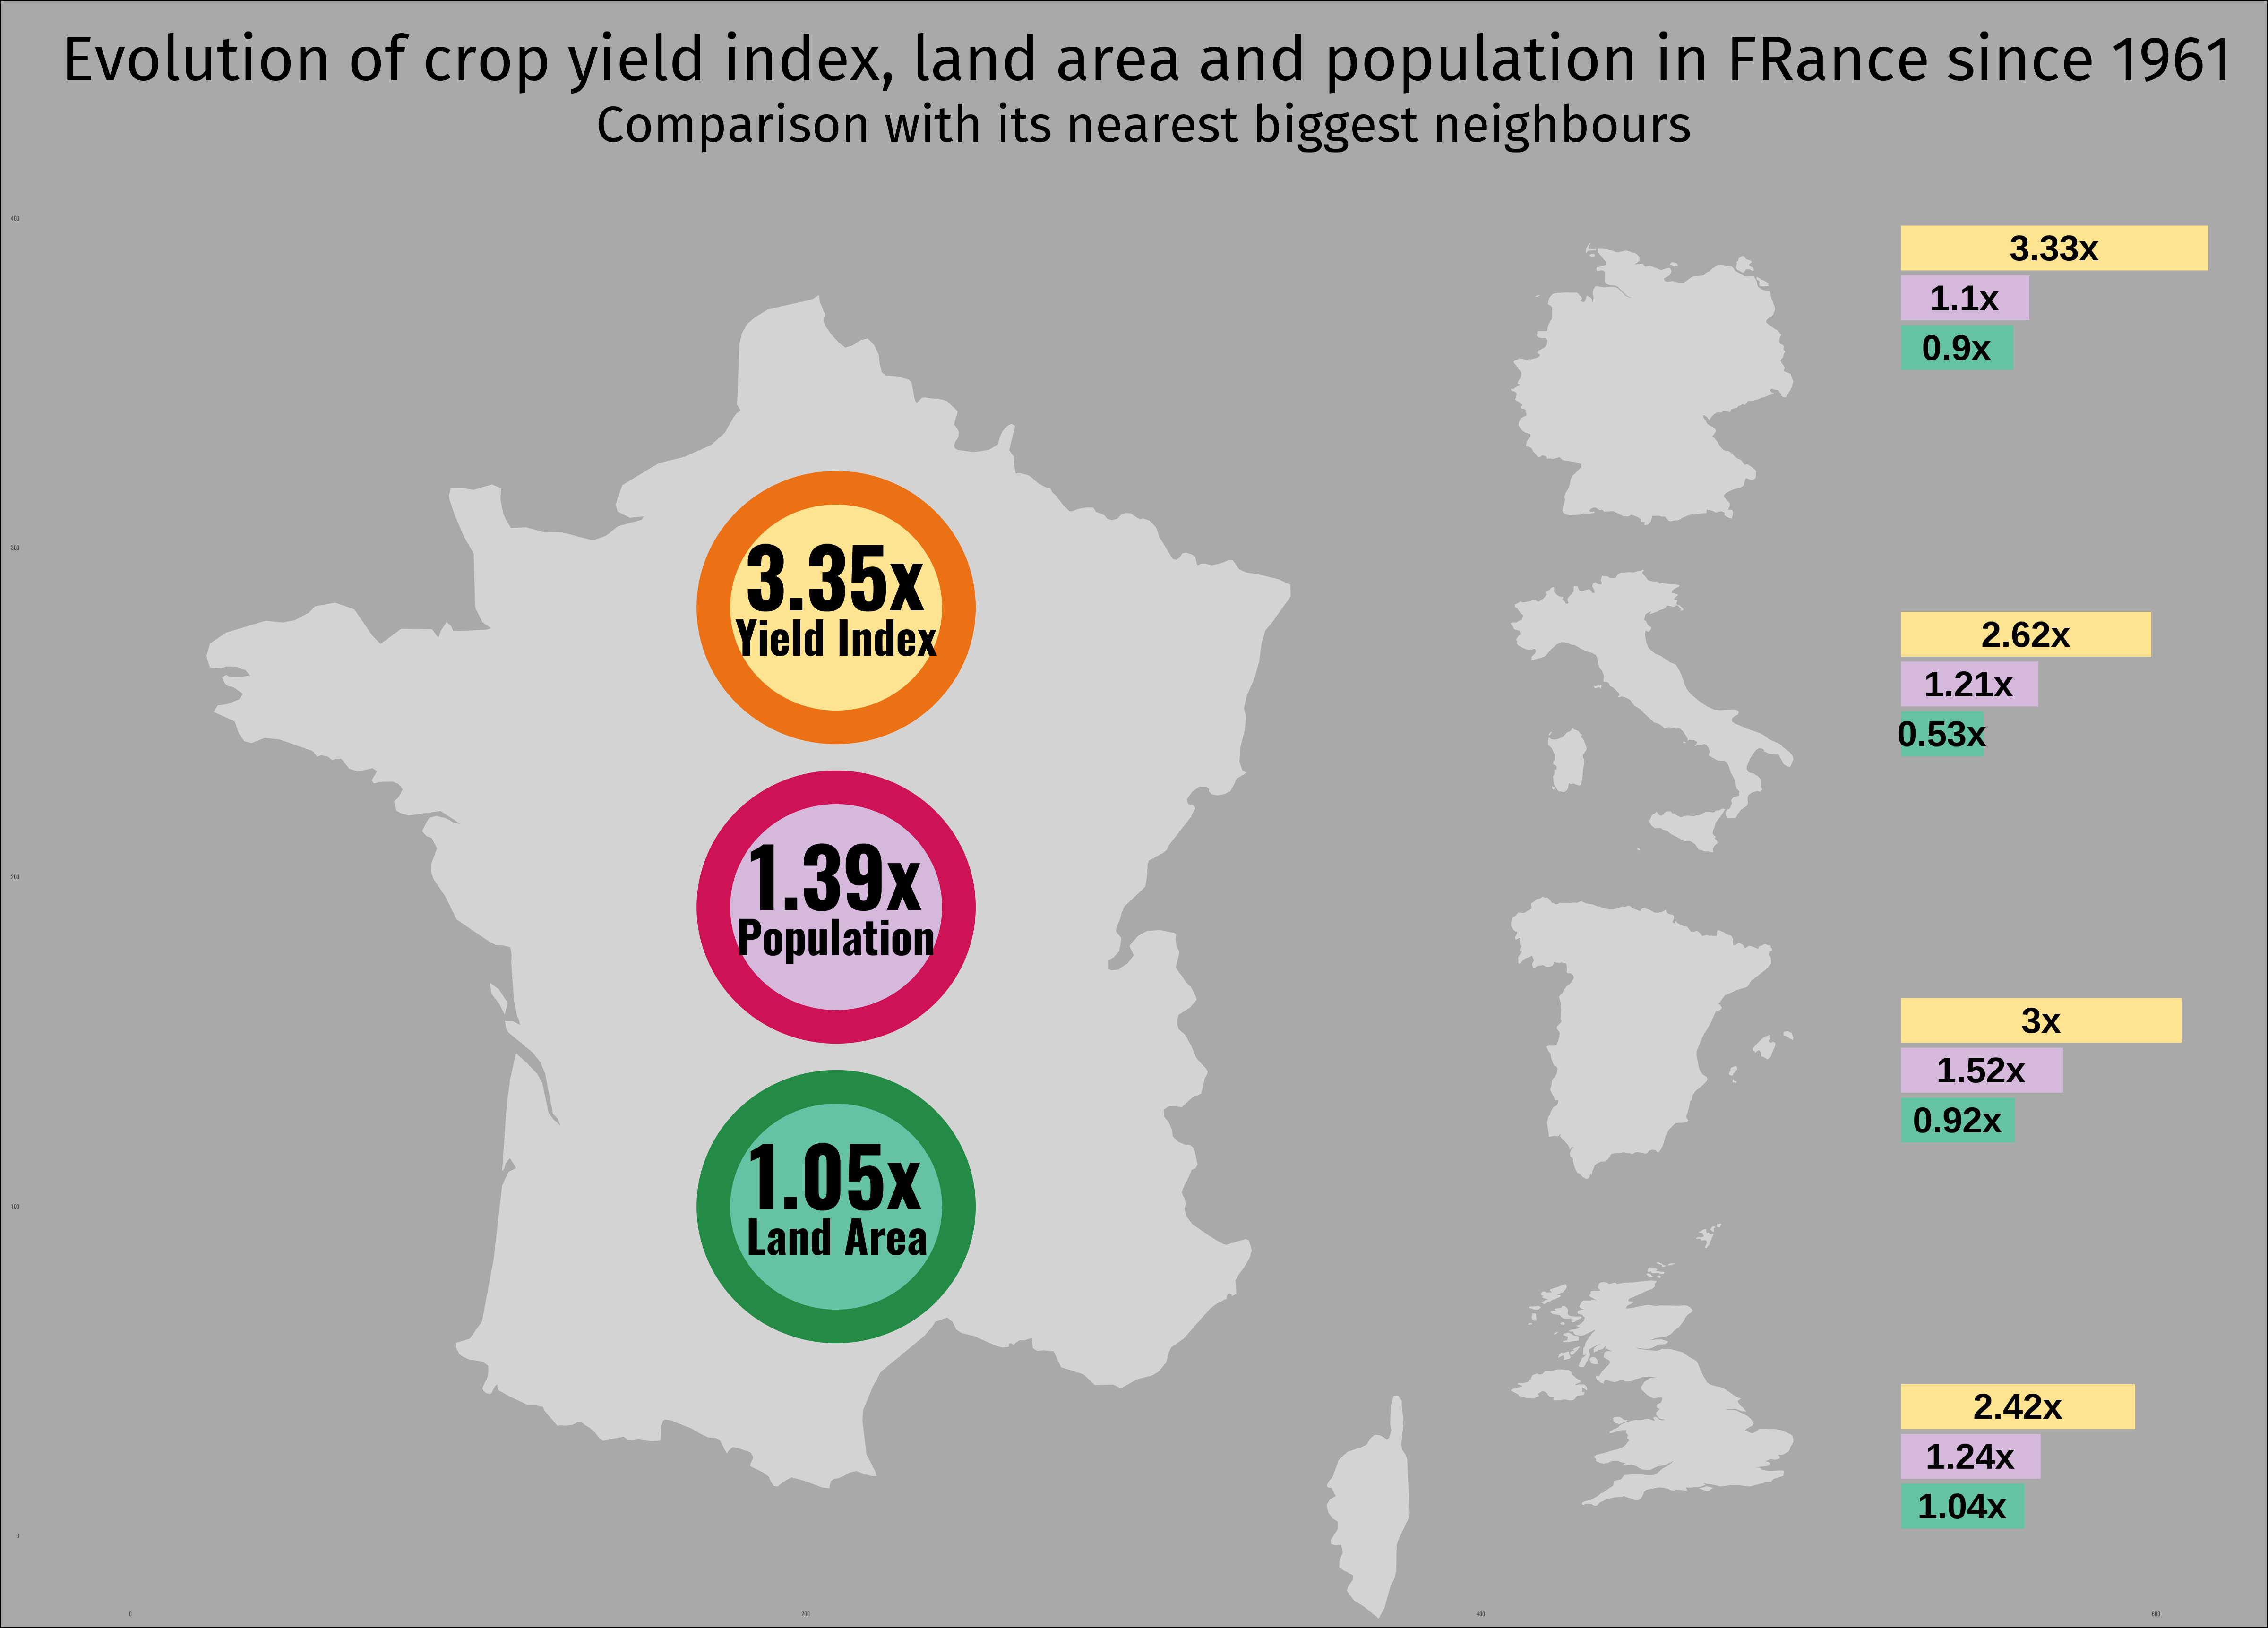 Evolution of crop yield index, land area and population in FRance since 1961
Comparison with its nearest biggest neighbours
400
300
200
100
0
3.35x
Yield Index
1.39x
Population
1.05x
Land Area
3.33x
1.1x
0.9x
2.62x
1.21x
0.53x
3x
1.52x
0.92x
2.42x
1.24x
1.04x
0
200
400
600